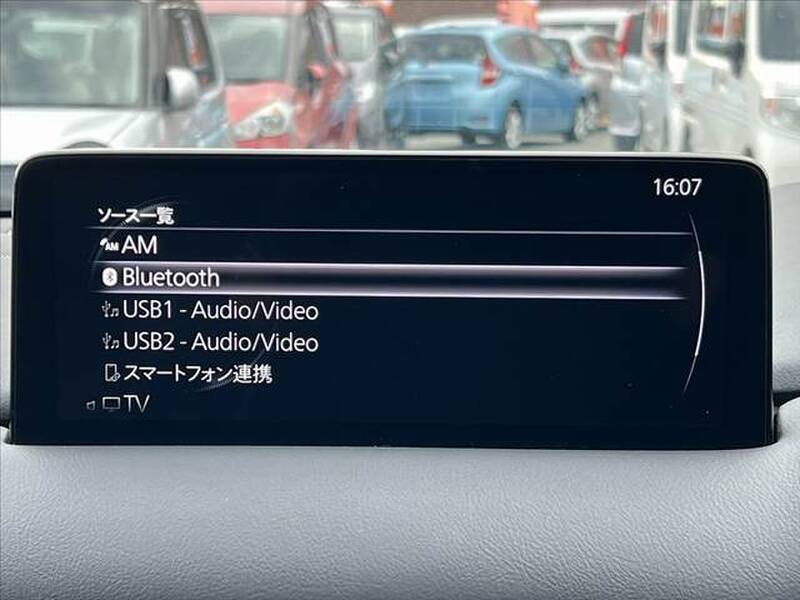 16:07
ソース一覧
AM AM
Bluetooth
USB1 - Audio/Video
USB2 - Audio/Video
スマートフォン連携
TV